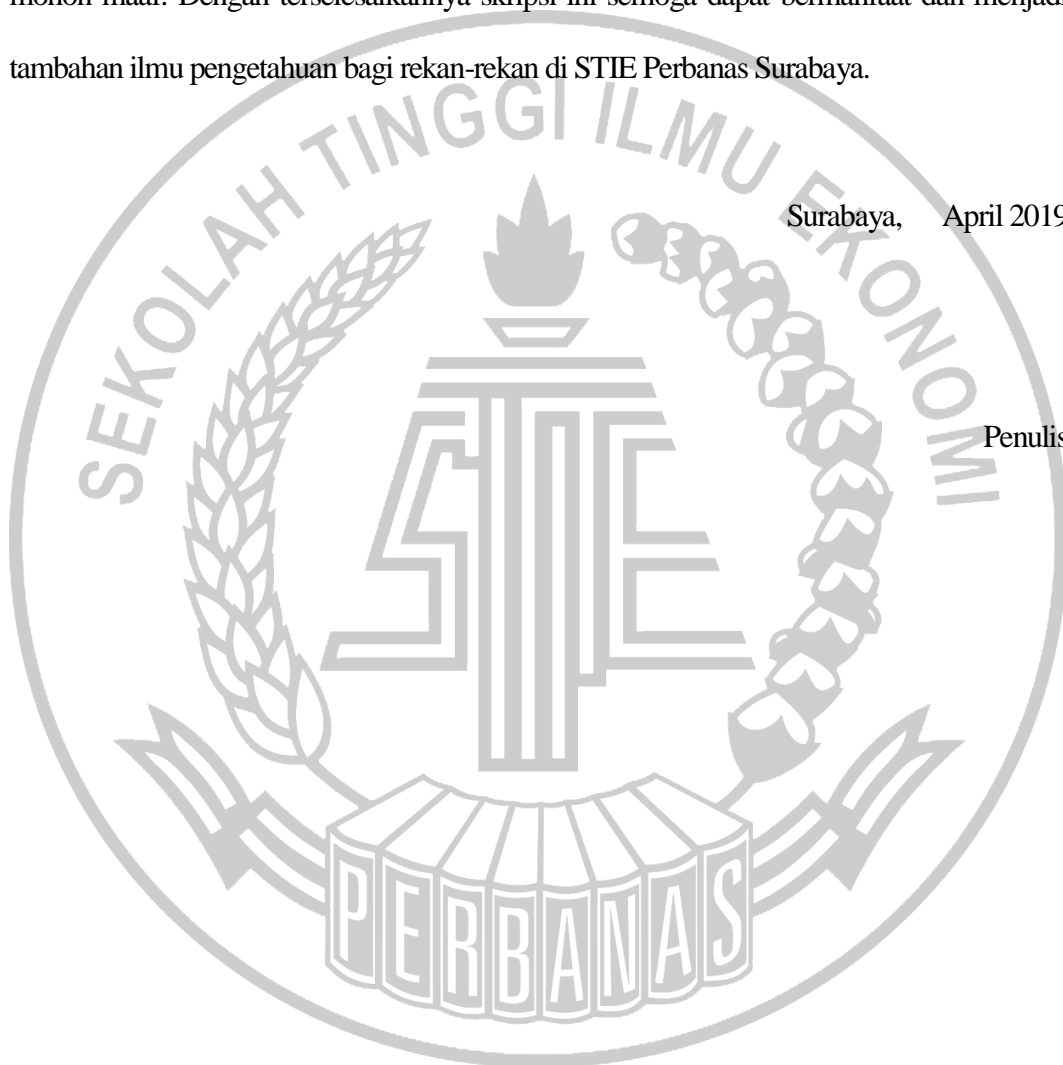 mohon maaf. Dengan terselesaikannya skripsi ini semoga dapat bermanfaat dan menjadi
tambahan ilmu pengetahuan bagi rekan-rekan di STIE Perbanas Surabaya.
SEKOLAH TINGGI ILMU EKONOMI
Surabaya, April 2019
Penulis
STIE
PERBANAS